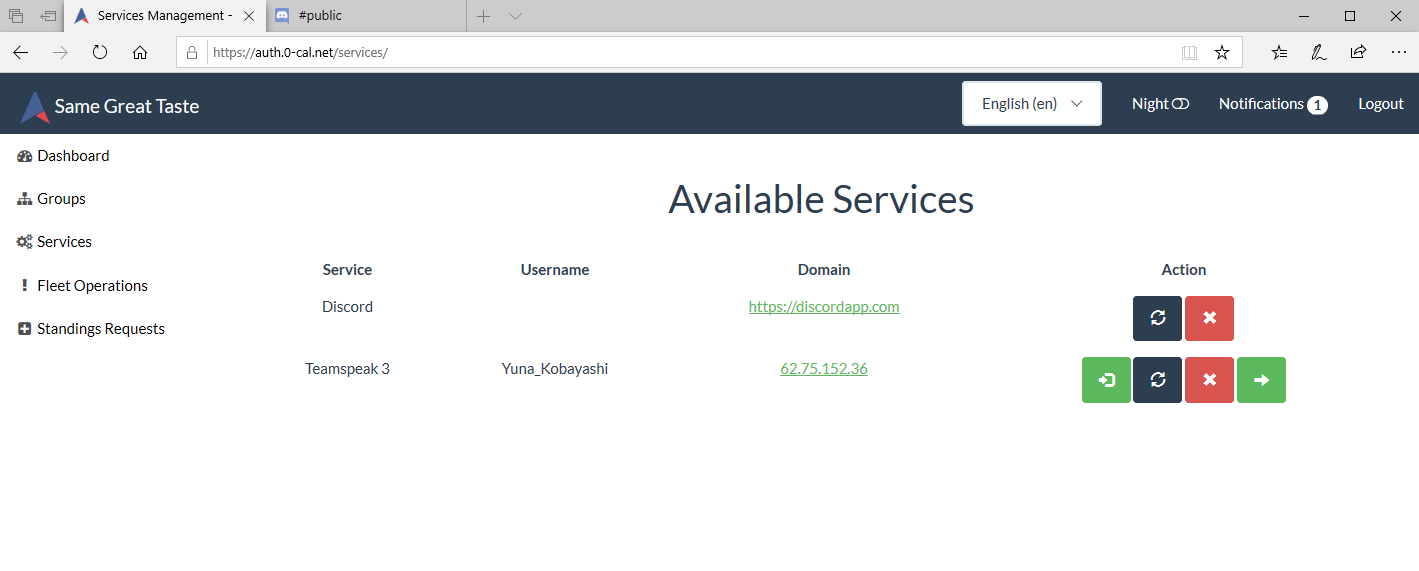 Services Management -
#public
https://auth.0-cal.net/services/
Same Great Taste
English (en)
Night
Notifications 1
Logout
Dashboard
Groups
Services
Fleet Operations
Standings Requests
Available Services
Service Username Domain Action
Discord https://discordapp.com
Teamspeak 3 Yuna_Kobayashi 62.75.152.36